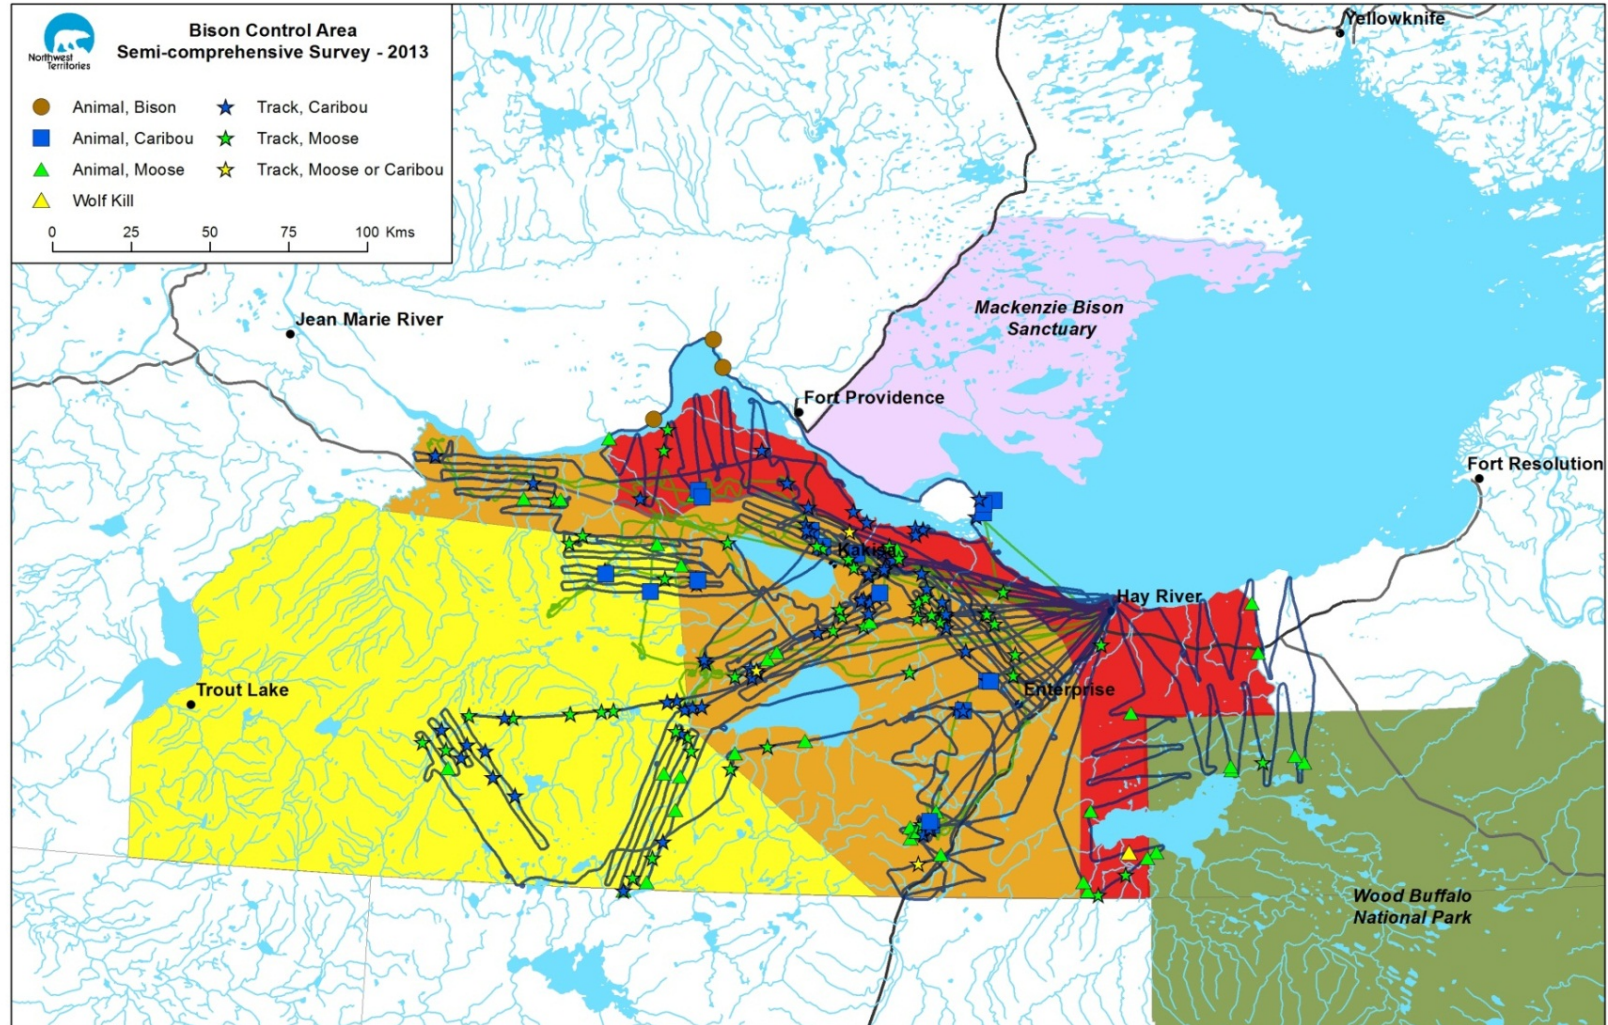 Northwest
Territories
Bison Control Area
Semi-comprehensive Survey - 2013
Animal, Bison
Track, Caribou
Animal, Caribou
Track, Moose
Animal, Moose
Track, Moose or Caribou
Wolf Kill
0 25 50 75 100 Kms
Yellowknife
Mackenzie Bison
Sanctuary
Jean Marie River
Fort Providence
Fort Resolution
Kakisa
Hay River
Trout Lake
Enterprise
Wood Buffalo
National Park